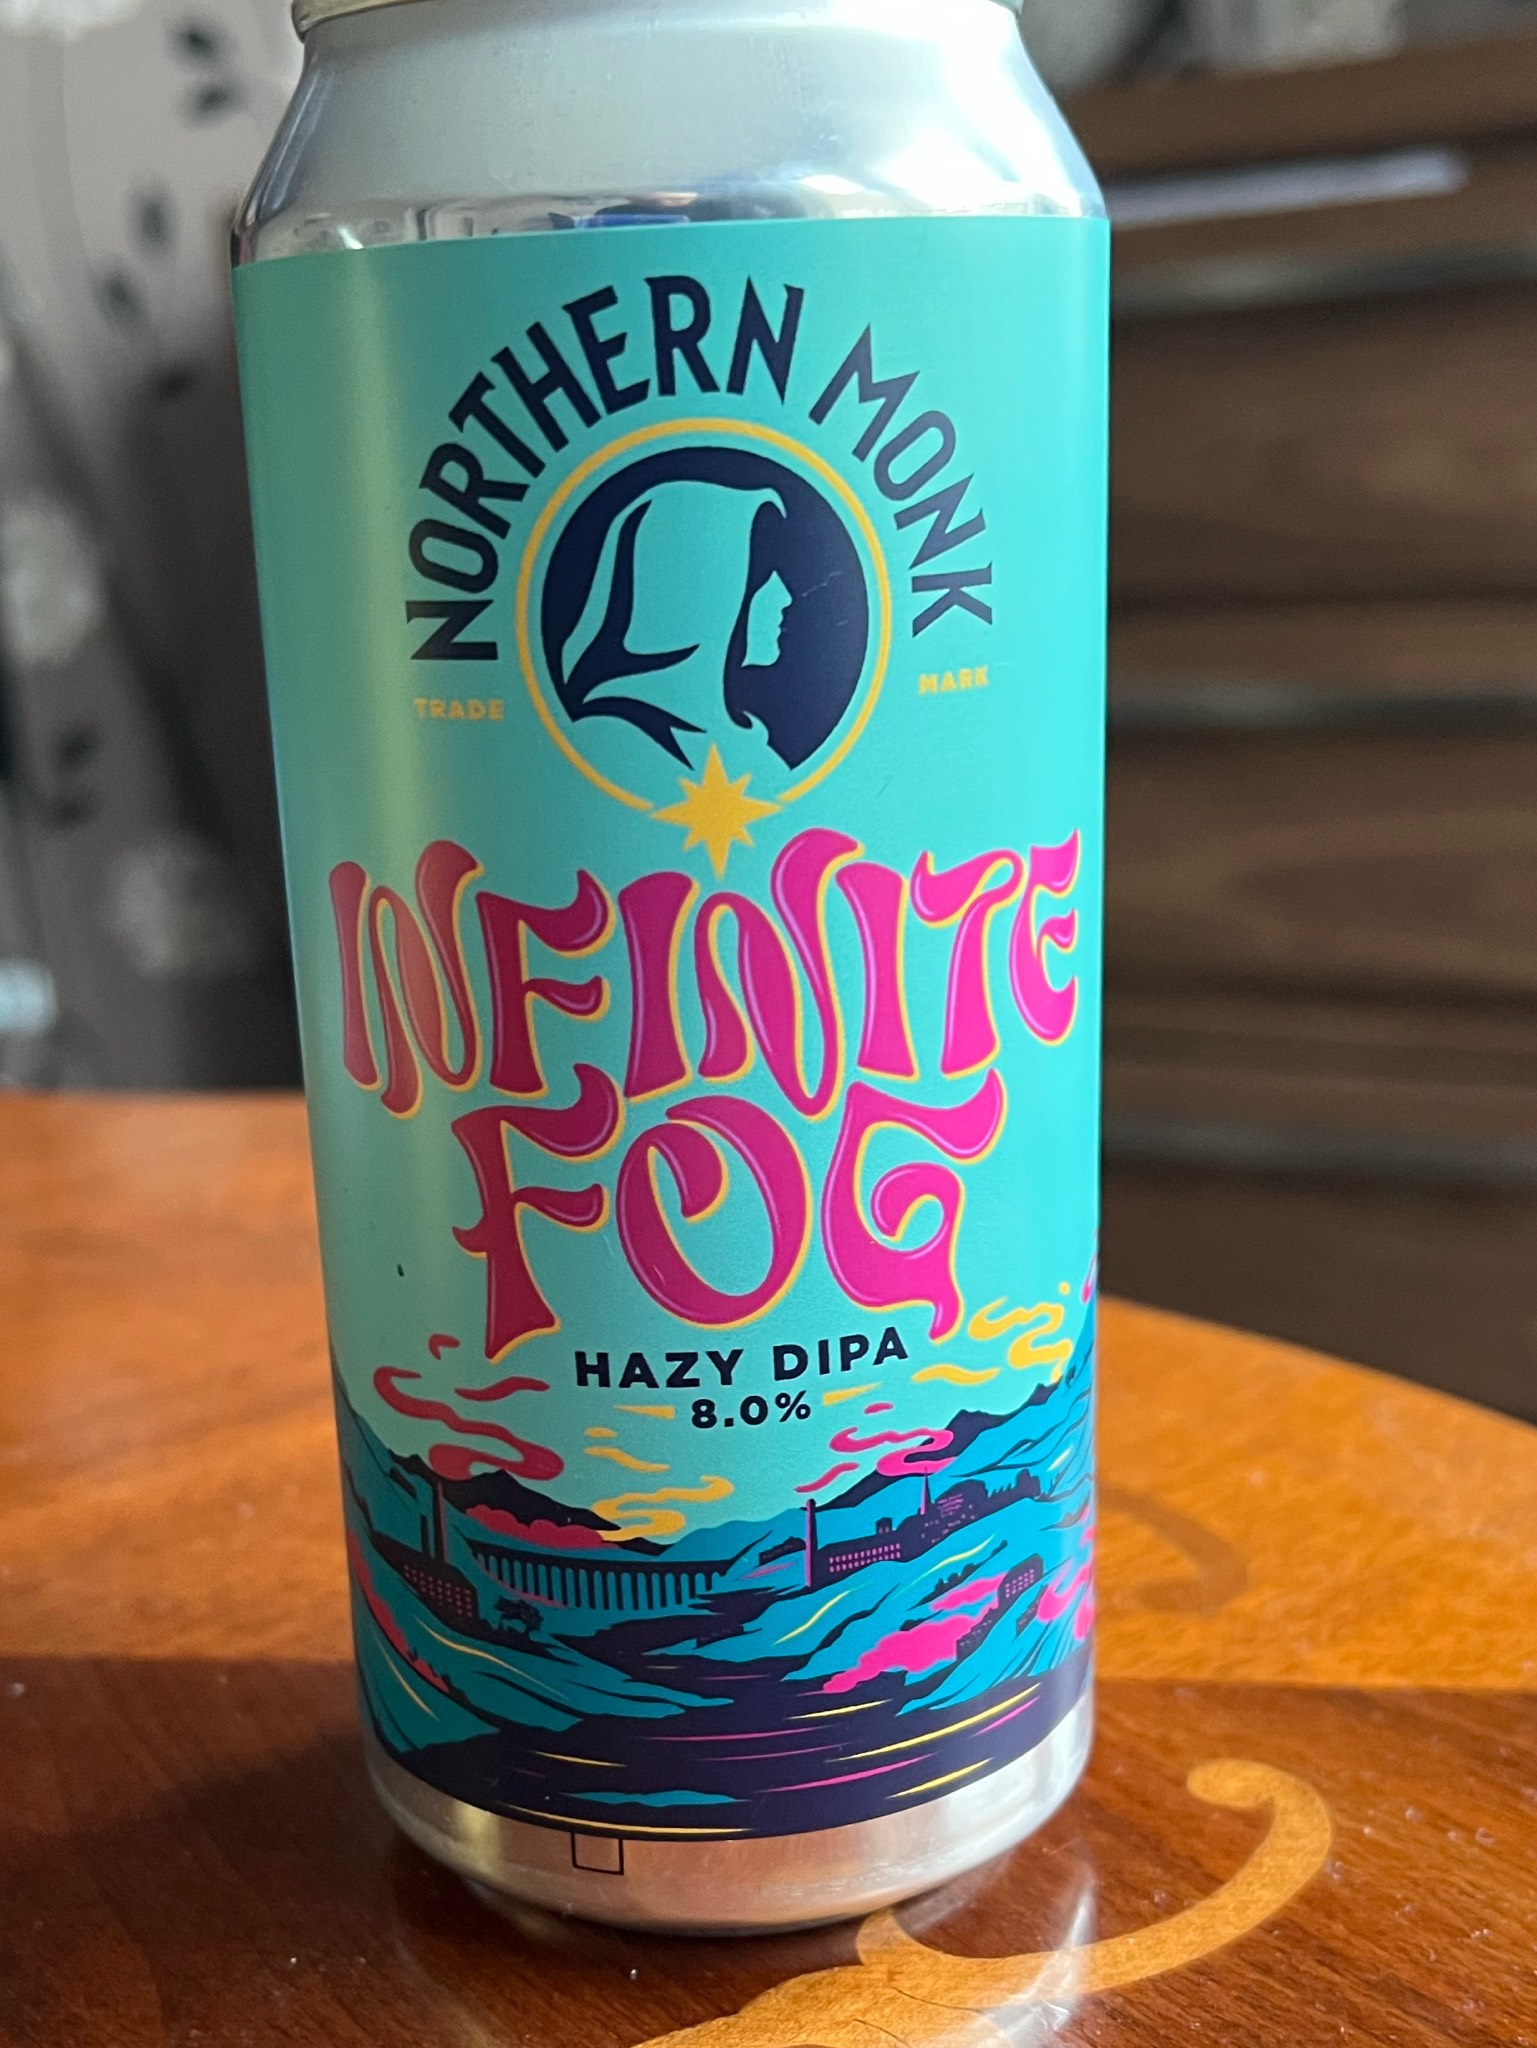 NORTHERN MONK
TRADE MARK
INFINITE
FOG
HAZY DIPA
8.0%